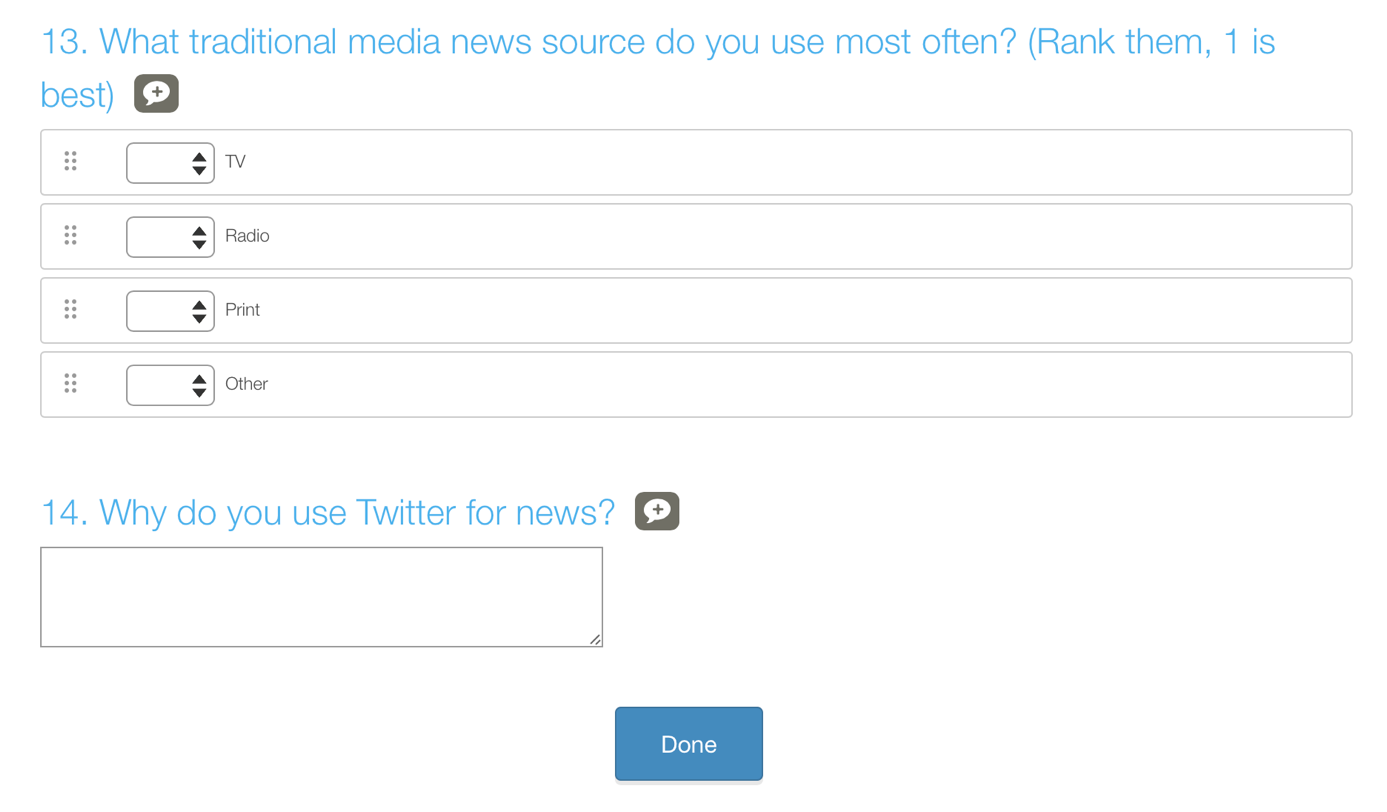 13. What traditional media news source do you use most often? (Rank them, 1 is
best)
TV
Radio
Print
Other
14. Why do you use Twitter for news?
Done